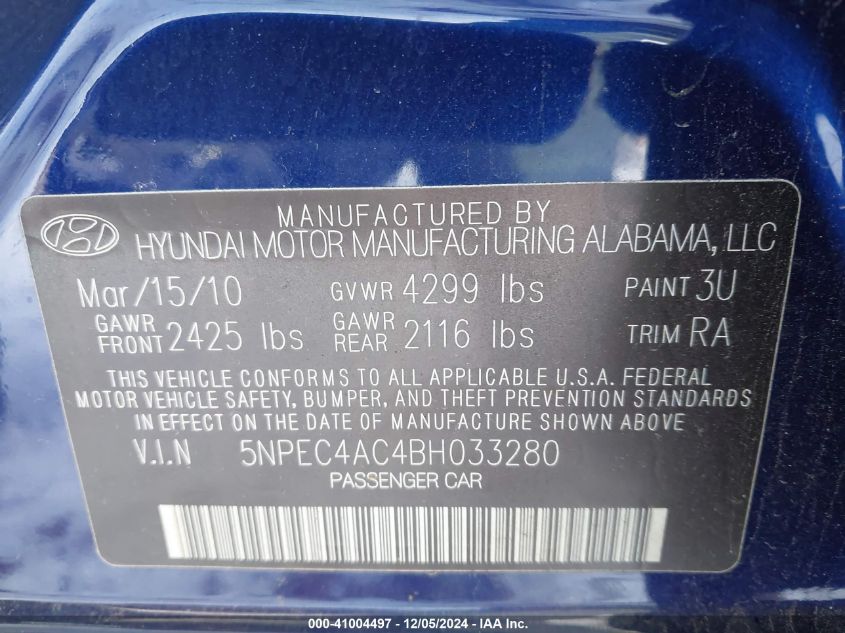 MANUFACTURED BY
HYUNDAI MOTOR MANUFACTURING ALABAMA, LLC
Mar/15/10 GVWR 4299 lbs PAINT 3U
GAWR FRONT 2425 lbs GAWR REAR 2116 lbs TRIM RA
THIS VEHICLE CONFORMS TO ALL APPLICABLE U.S.A. FEDERAL
MOTOR VEHICLE SAFETY, BUMPER, AND THEFT PREVENTION STANDARDS
IN EFFECT ON THE DATE OF MANUFACTURE SHOWN ABOVE
V.I.N 5NPEC4AC4BH033280
PASSENGER CAR
000-41004497 - 12/05/2024 - IAA Inc.